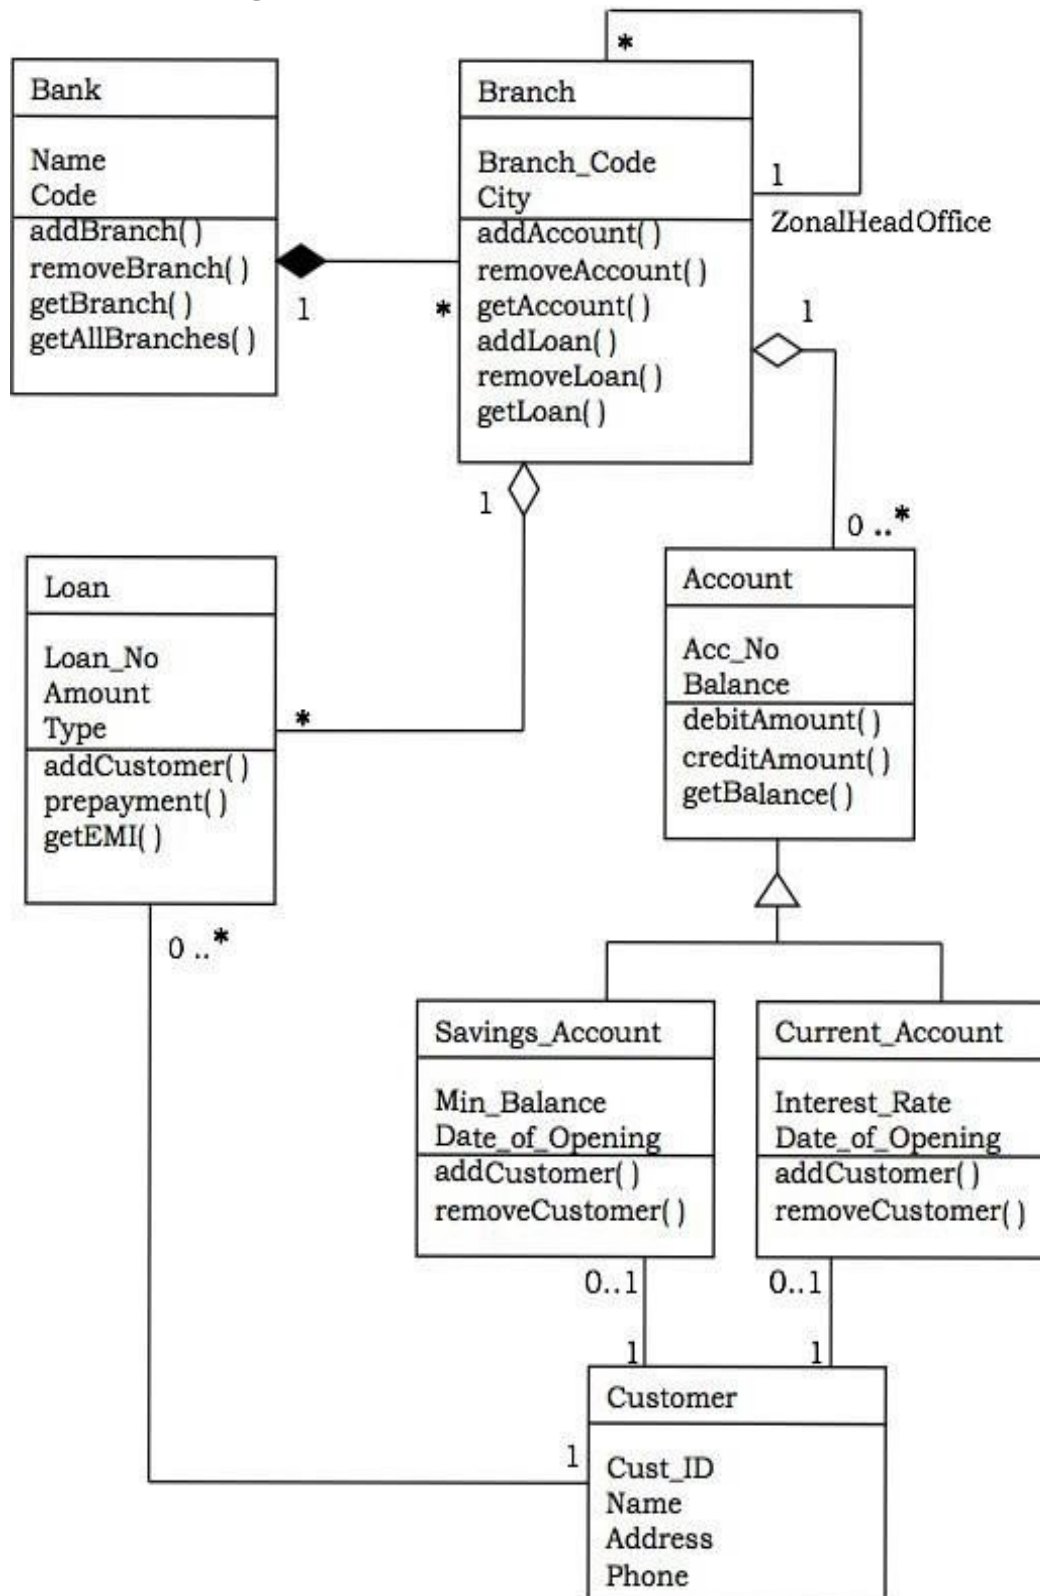 *
Bank
Name
Code
addBranch( )
removeBranch( )
getBranch( )
getAllBranches( )
1
*
Branch
Branch_Code
City
addAccount( )
removeAccount( )
getAccount( )
addLoan( )
removeLoan( )
getLoan( )
1
ZonalHeadOffice
1
0 ..*
1
*
Loan
Loan_No
Amount
Type
addCustomer( )
prepayment( )
getEMI( )
0 ..*
Account
Acc_No
Balance
debitAmount( )
creditAmount( )
getBalance( )
Savings_Account
Min_Balance
Date_of_Opening
addCustomer( )
removeCustomer( )
0..1
1
Current_Account
Interest_Rate
Date_of_Opening
addCustomer( )
removeCustomer( )
0..1
1
1
Customer
Cust_ID
Name
Address
Phone